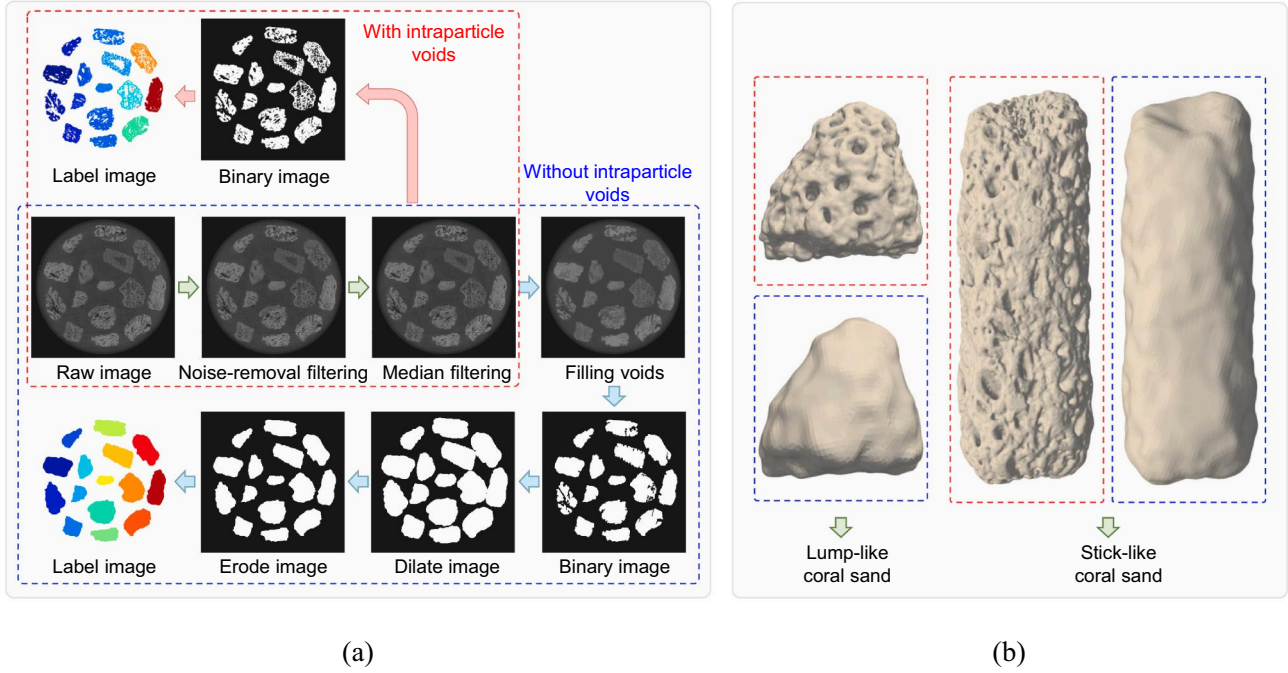 With intraparticle
voids
Label image
Binary image
Without intraparticle
voids
Raw image
Noise-removal filtering
Median filtering
Filling voids
Label image
Erode image
Dilate image
Binary image
(a)
Lump-like
coral sand
Stick-like
coral sand
(b)